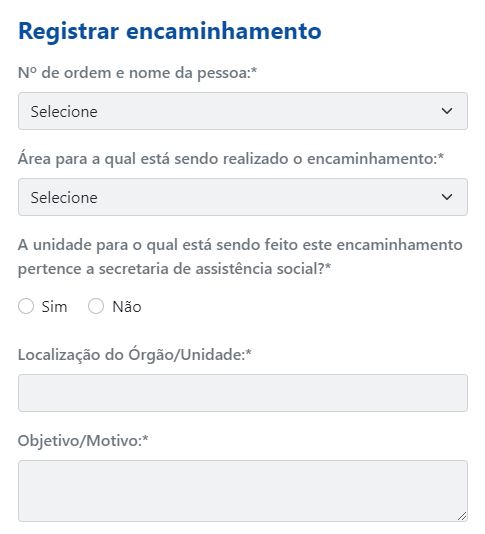 Registrar encaminhamento
Nº de ordem e nome da pessoa:*
Selecione
Área para a qual está sendo realizado o encaminhamento:*
Selecione
A unidade para o qual está sendo feito este encaminhamento
pertence a secretaria de assistência social?*
Sim Não
Localização do Órgão/Unidade:*
Objetivo/Motivo:*